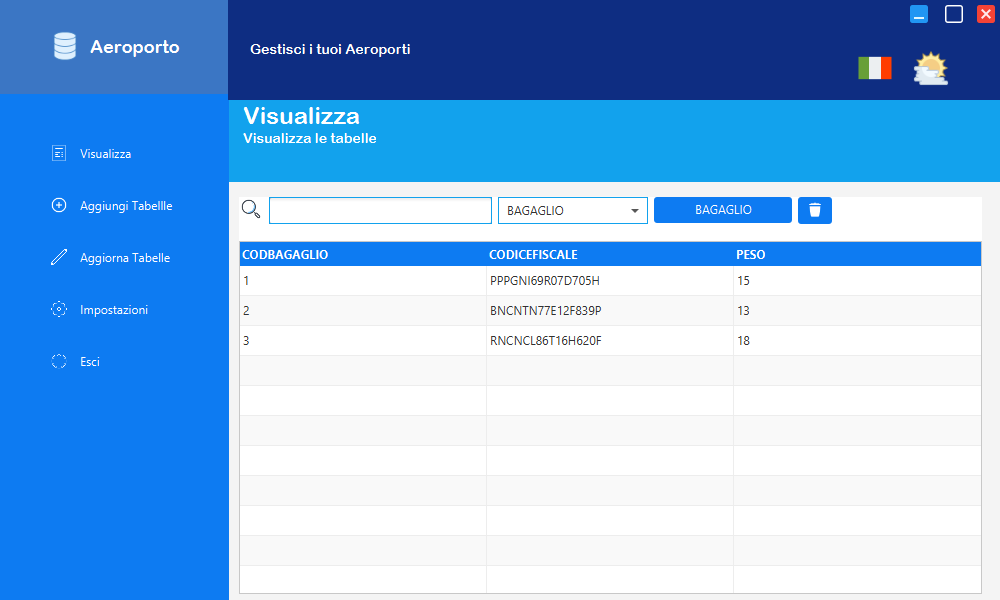 Aeroporto
Gestisci i tuoi Aeroporti
Visualizza
Visualizza le tabelle
Visualizza
Aggiungi Tabellle
Aggiorna Tabelle
Impostazioni
Esci
BAGAGLIO BAGAGLIO
CODBAGAGLIO CODICEFISCALE PESO
1 PPPGNI69R07D705H 15
2 BNCNTN77E12F839P 13
3 RNCNCL86T16H620F 18